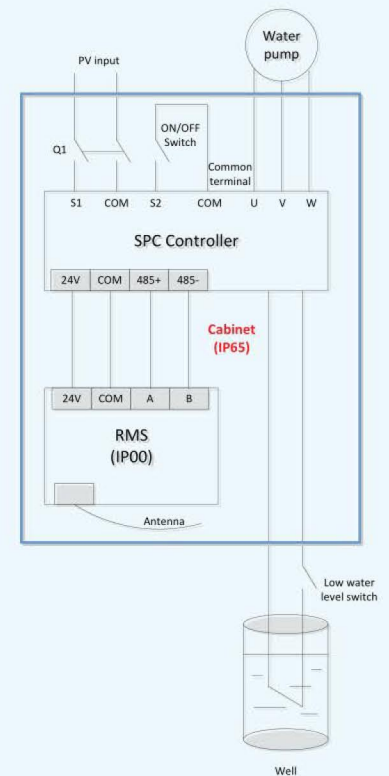 Water
pump
PV input
ON/OFF
Switch
Q1
Common
terminal
S1 COM S2 COM U V W
SPC Controller
24V COM 485+ 485-
Cabinet
(IP65)
24V COM A B
RMS
(IP00)
Antenna
Low water
level switch
Well